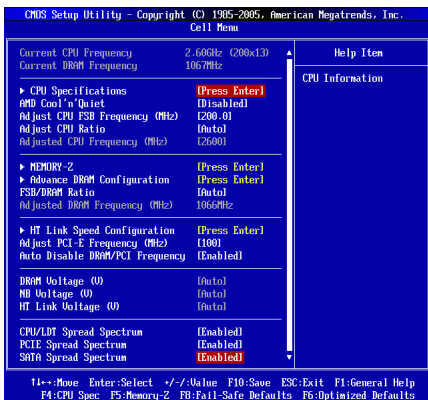 CMOS Setup Utility - Copyright (C) 1985-2005, American Megatrends, Inc.
Cell Menu
Current CPU Frequency 2.60GHz (200x13)
Current DRAM Frequency 1067MHz
Help Item
CPU Information
▶ CPU Specifications [Press Enter]
AMD Cool'n'Quiet [Disabled]
Adjust CPU FSB Frequency (MHz) [200.0]
Adjust CPU Ratio [Auto]
Adjusted CPU Frequency (MHz) [2600]
▶ MEMORY-Z [Press Enter]
▶ Advance DRAM Configuration [Press Enter]
FSB/DRAM Ratio [Auto]
Adjusted DRAM Frequency (MHz) 1066MHz
▶ HT Link Speed Configuration [Press Enter]
Adjust PCI-E Frequency (MHz) [100]
Auto Disable DRAM/PCI Frequency [Enabled]
DRAM Voltage (V) [Auto]
NB Voltage (V) [Auto]
HT Link Voltage (V) [Auto]
CPU/LDT Spread Spectrum [Enabled]
PCIE Spread Spectrum [Enabled]
SATA Spread Spectrum [Enabled]
↑↓←→:Move Enter:Select +/-/:Value F10:Save ESC:Exit F1:General Help
F4:CPU Spec F5:Memory-Z F8:Fail-Safe Defaults F6:Optimized Defaults